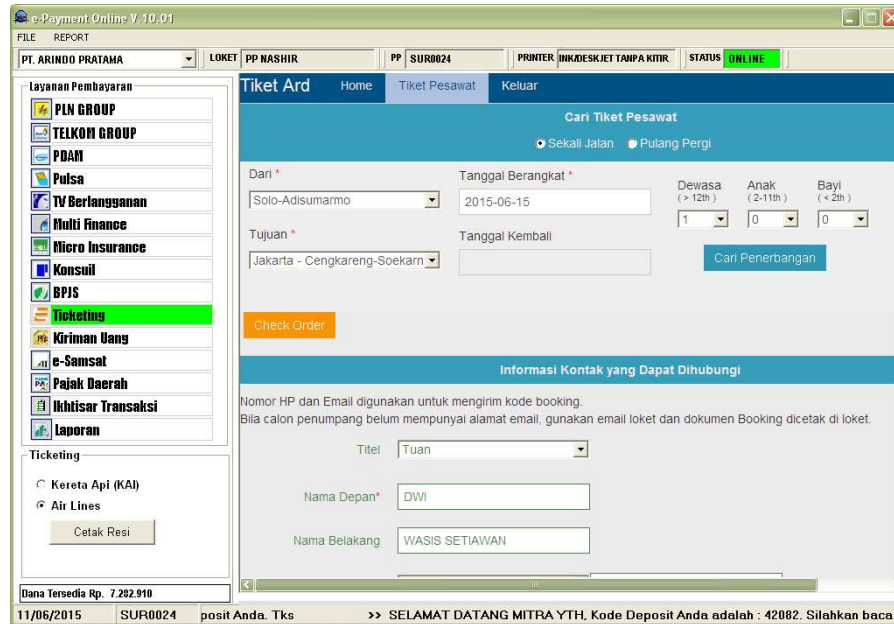 e-Payment Online V.10.01
FILE REPORT
PT. ARINDO PRATAMA LOKET PP NASHIR PP SUR0024 PRINTER INK/DESKJET TANPA KITIR STATUS ONLINE
Layanan Pembayaran
PLN GROUP
TELKOM GROUP
PDAM
Pulsa
TV Berlangganan
Multi Finance
Micro Insurance
Konsuil
BPJS
Ticketing
Kiriman Uang
e-Samsat
Pajak Daerah
Ikhtisar Transaksi
Laporan
Ticketing
Kereta Api (KAI)
Air Lines
Cetak Resi
Dana Tersedia Rp. 7.282.910
Tiket Ard Home Tiket Pesawat Keluar
Cari Tiket Pesawat
Sekali Jalan Pulang Pergi
Dari * Tanggal Berangkat *
Dewasa Anak Bayi
( > 12th ) ( 2-11th ) ( < 2th )
Solo-Adisumarmo 2015-06-15
1 0 0
Tujuan * Tanggal Kembali
Jakarta - Cengkareng-Soekarn
Cari Penerbangan
Check Order
Informasi Kontak yang Dapat Dihubungi
Nomor HP dan Email digunakan untuk mengirim kode booking.
Bila calon penumpang belum mempunyai alamat email, gunakan email loket dan dokumen Booking dicetak di loket.
Titel Tuan
Nama Depan* DWI
Nama Belakang WASIS SETIAWAN
11/06/2015 SUR0024 posit Anda. Tks >> SELAMAT DATANG MITRA YTH, Kode Deposit Anda adalah : 42082. Silahkan baca